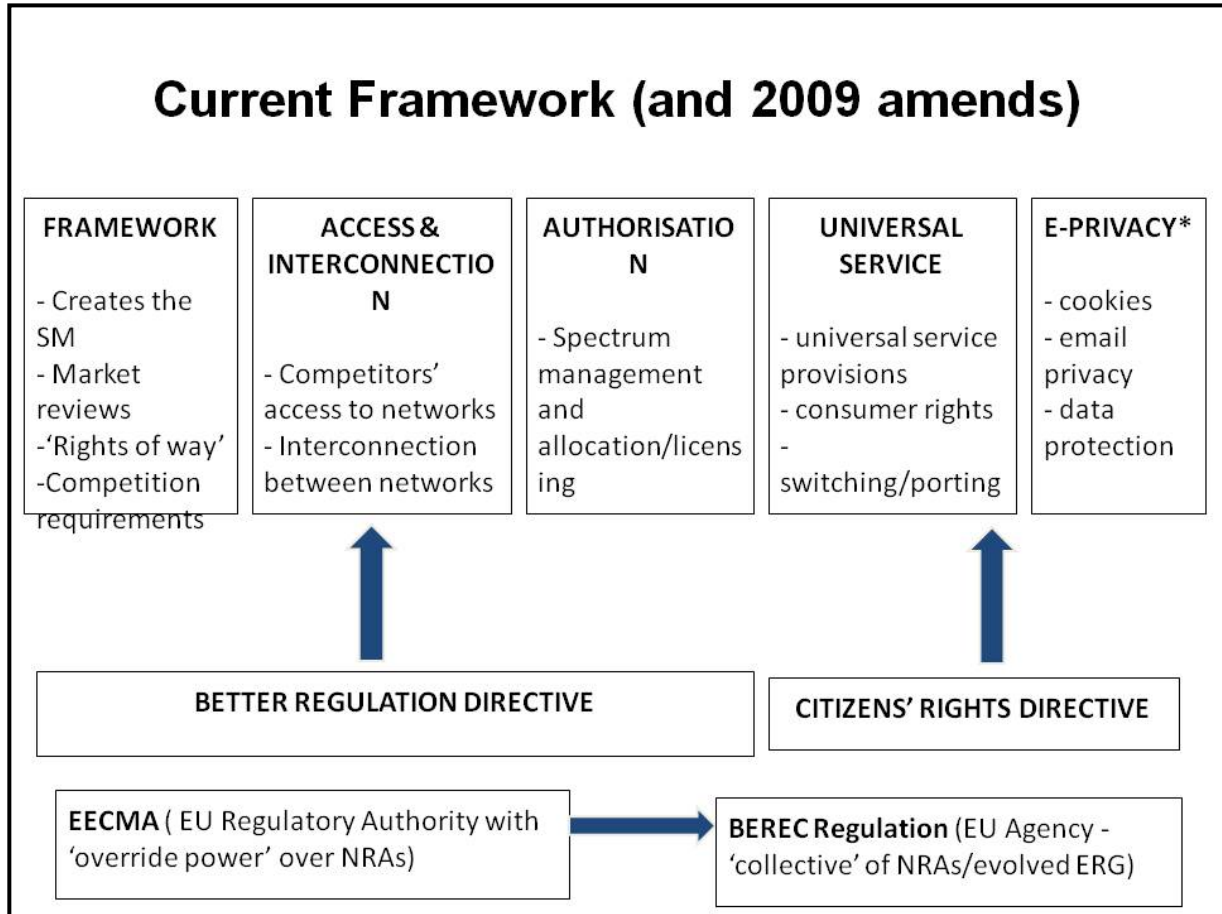 Current Framework (and 2009 amends)
FRAMEWORK
- Creates the
SM
- Market
reviews
-‘Rights of way’
-Competition
requirements
ACCESS &
INTERCONNECTIO
N
- Competitors’
access to networks
- Interconnection
between networks
AUTHORISATIO
N
- Spectrum
management
and
allocation/licens
ing
UNIVERSAL
SERVICE
- universal service
provisions
- consumer rights
-
switching/porting
E-PRIVACY*
- cookies
- email
privacy
- data
protection
BETTER REGULATION DIRECTIVE
CITIZENS’ RIGHTS DIRECTIVE
EECMA ( EU Regulatory Authority with
‘override power’ over NRAs)
BEREC Regulation (EU Agency -
‘collective’ of NRAs/evolved ERG)